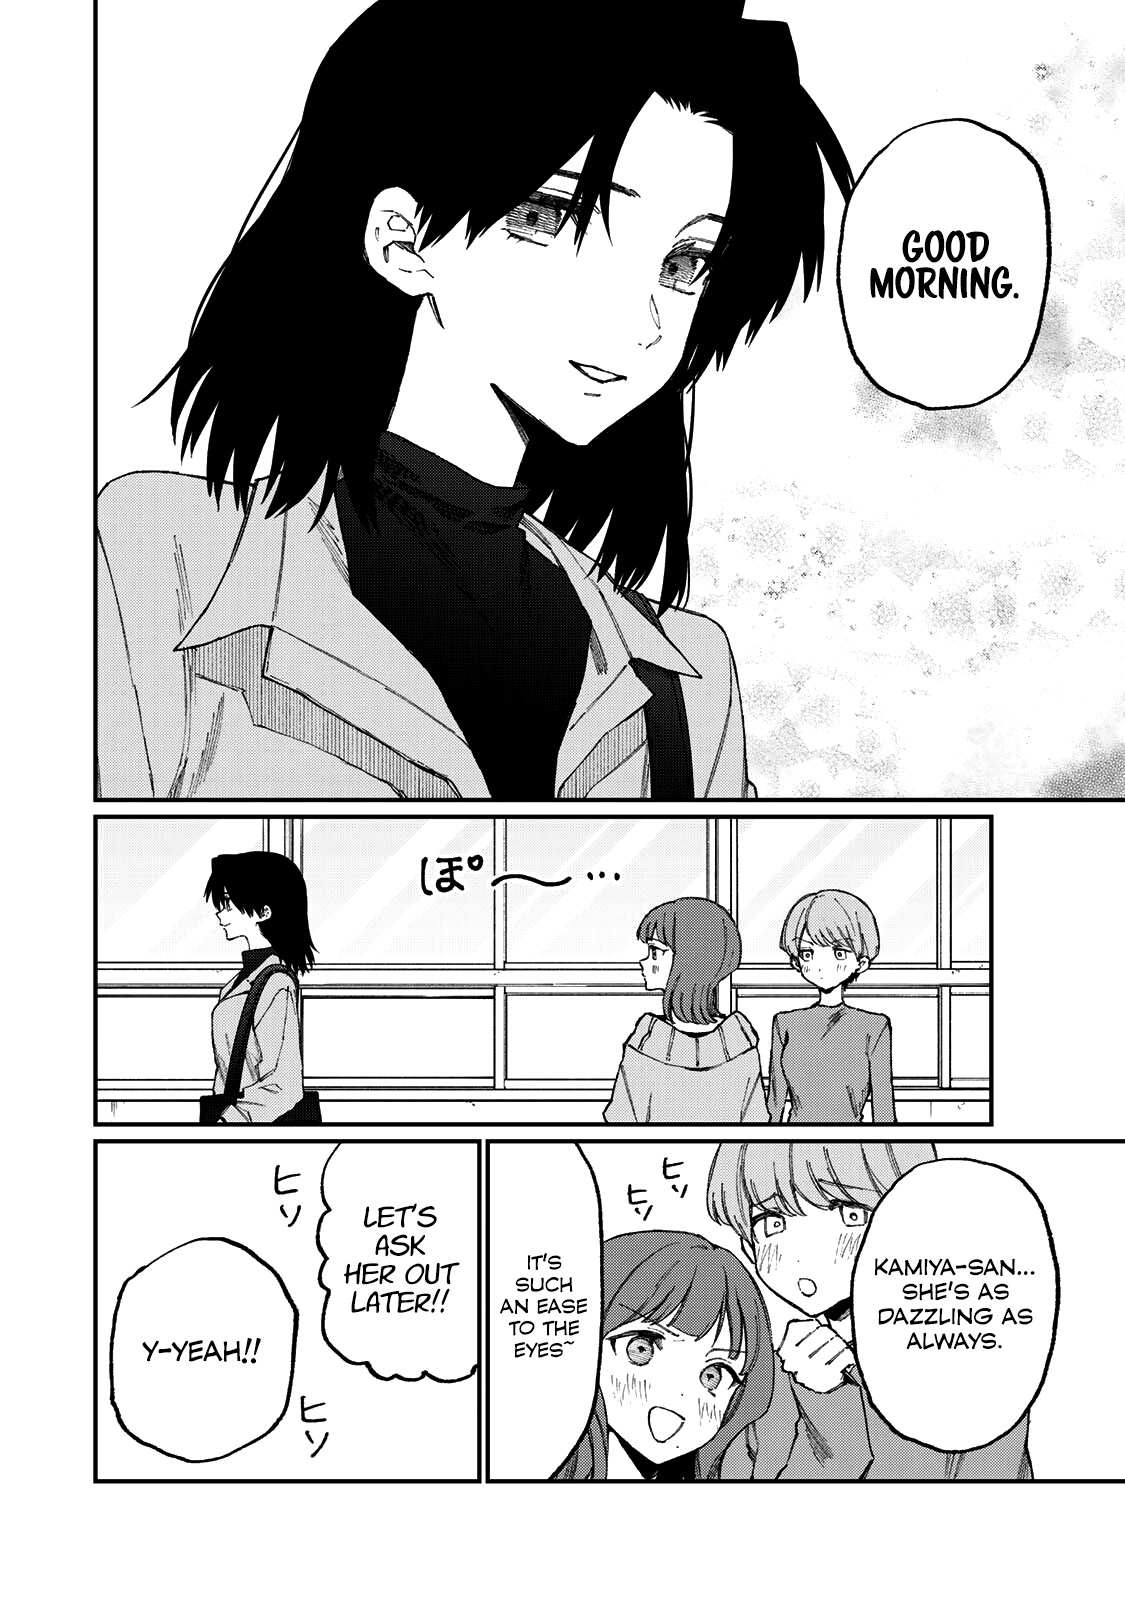 GOOD
MORNING.
ぽ〜…
KAMIYA-SAN...
SHE'S AS
DAZZLING AS
ALWAYS.
ヒソ
ヒソ
IT'S
SUCH
AN EASE
TO THE
EYES~
LET'S
ASK
HER OUT
LATER!!
ヒソ
Y-YEAH!!
ヒソ